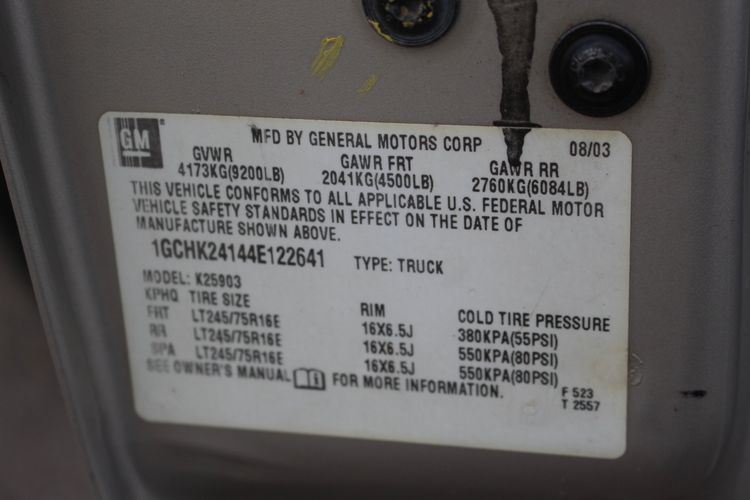 GM
MFD BY GENERAL MOTORS CORP 08/03
GVWR GAWR FRT GAWR RR
4173KG(9200LB) 2041KG(4500LB) 2760KG(6084LB)
THIS VEHICLE CONFORMS TO ALL APPLICABLE U.S. FEDERAL MOTOR
VEHICLE SAFETY STANDARDS IN EFFECT ON THE DATE OF
MANUFACTURE SHOWN ABOVE.
1GCHK24144E122641 TYPE: TRUCK
MODEL: K25903
KPHQ TIRE SIZE RIM COLD TIRE PRESSURE
FRT LT245/75R16E 16X6.5J 380KPA(55PSI)
RR LT245/75R16E 16X6.5J 550KPA(80PSI)
SPA LT245/75R16E 16X6.5J 550KPA(80PSI)
SEE OWNER'S MANUAL FOR MORE INFORMATION.
F 523
T 2557